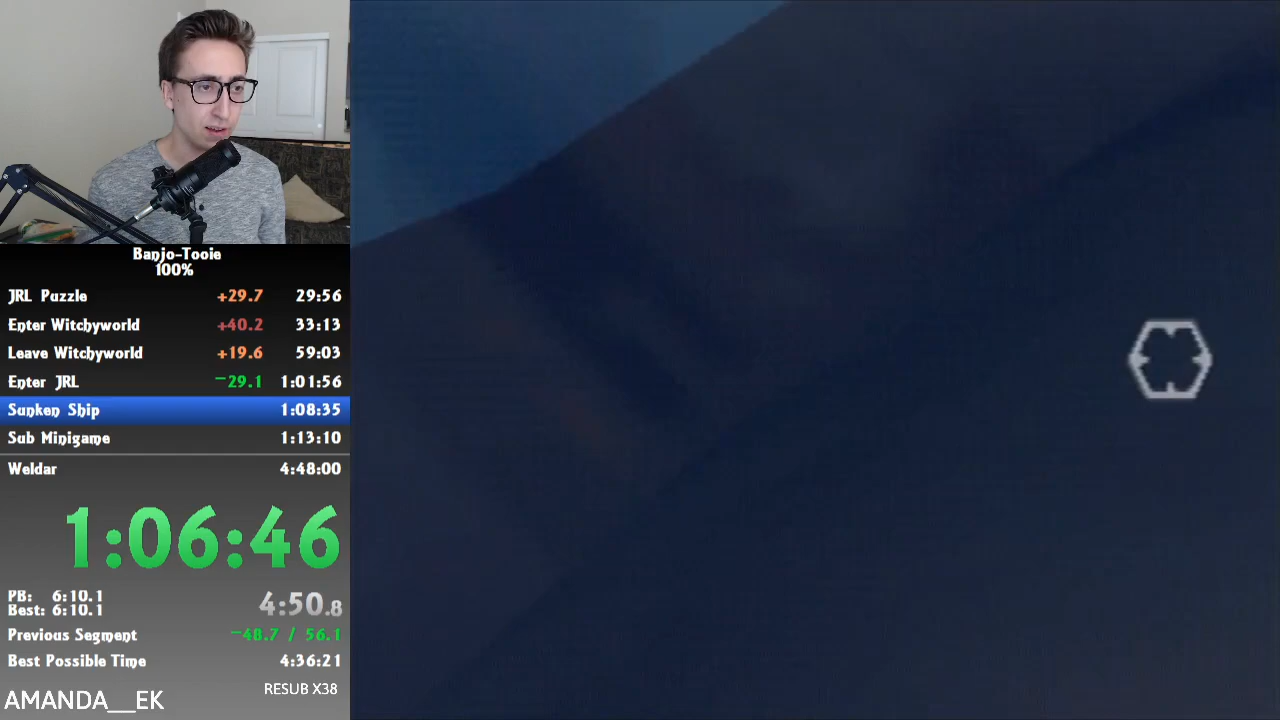 Banjo-Tooie
100%
JRL Puzzle +29.7 29:56
Enter Witchyworld +40.2 33:13
Leave Witchyworld +19.6 59:03
Enter JRL −29.1 1:01:56
Sunken Ship 1:08:35
Sub Minigame 1:13:10
Weldar 4:48:00
1:06:46
PB: 6:10.1
Best: 6:10.1
4:50.8
Previous Segment −48.7 / 56.1
Best Possible Time 4:36:21
RESUB X38
AMANDA__EK